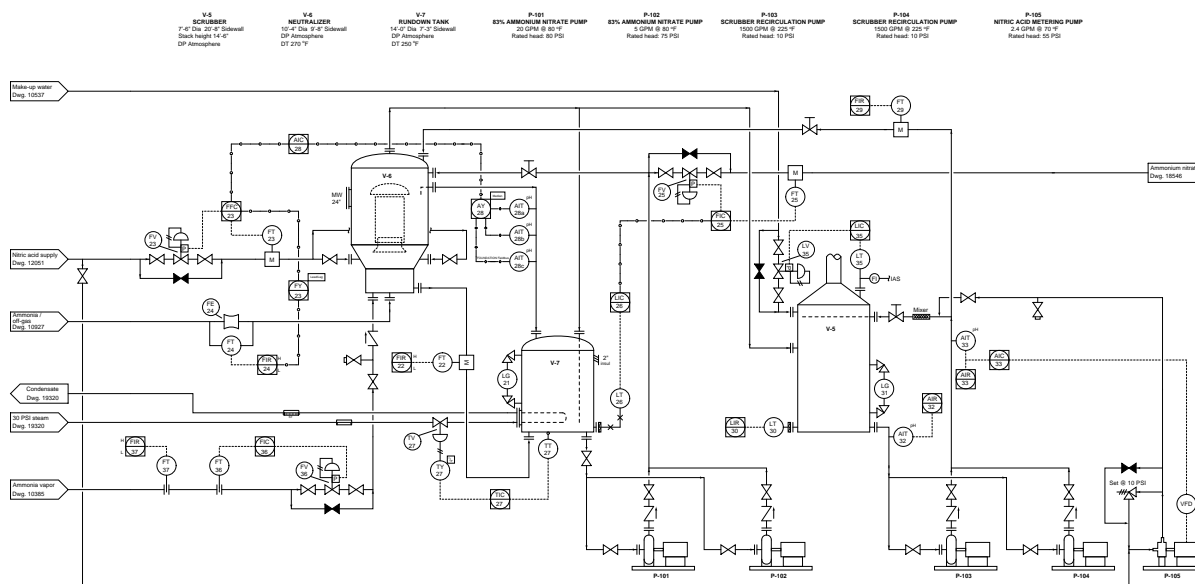 V-5
SCRUBBER
7'-6" Dia 20'-8" Sidewall
Stack height 14'-6"
DP Atmosphere
V-6
NEUTRALIZER
10'-4" Dia 9'-8" Sidewall
DP Atmosphere
DT 270 °F
V-7
RUNDOWN TANK
14'-0" Dia 7'-3" Sidewall
DP Atmosphere
DT 250 °F
P-101
83% AMMONIUM NITRATE PUMP
20 GPM @ 80 °F
Rated head: 80 PSI
P-102
83% AMMONIUM NITRATE PUMP
5 GPM @ 80 °F
Rated head: 75 PSI
P-103
SCRUBBER RECIRCULATION PUMP
1500 GPM @ 225 °F
Rated head: 10 PSI
P-104
SCRUBBER RECIRCULATION PUMP
1500 GPM @ 225 °F
Rated head: 10 PSI
P-105
NITRIC ACID METERING PUMP
2.4 GPM @ 70 °F
Rated head: 55 PSI
Make-up water
Dwg. 10537
FIR
29
FT
29
M
AIC
28
V-6
MW
24"
FFC
23
FV
23
P
FT
23
M
FY
23
AY
28
pH
AIT
28a
pH
AIT
28b
pH
AIT
28c
FV
25
P
FIC
25
M
FT
25
Ammonium nitrat
Dwg. 18546
Nitric acid supply
Dwg. 12051
LV
35
LIC
35
LT
35
FI
IAS
Ammonia /
off-gas
Dwg. 10927
FE
24
FT
24
FIR
24
H
L
LIC
26
LT
26
V-5
Mixer
pH
AIT
33
AIC
33
AIR
33
FIR
22
H
L
FT
22
M
V-7
2"
LG
21
LG
31
AIR
32
pH
AIT
32
LIR
30
LT
30
Condensate
Dwg. 19320
30 PSI steam
Dwg. 19320
TV
27
TY
27
TIC
27
TT
27
H
L
FIR
37
FT
37
FT
36
FIC
36
FV
36
P
Ammonia vapor
Dwg. 10385
Set @ 10 PSI
VFD
P-101
P-102
P-103
P-104
P-105